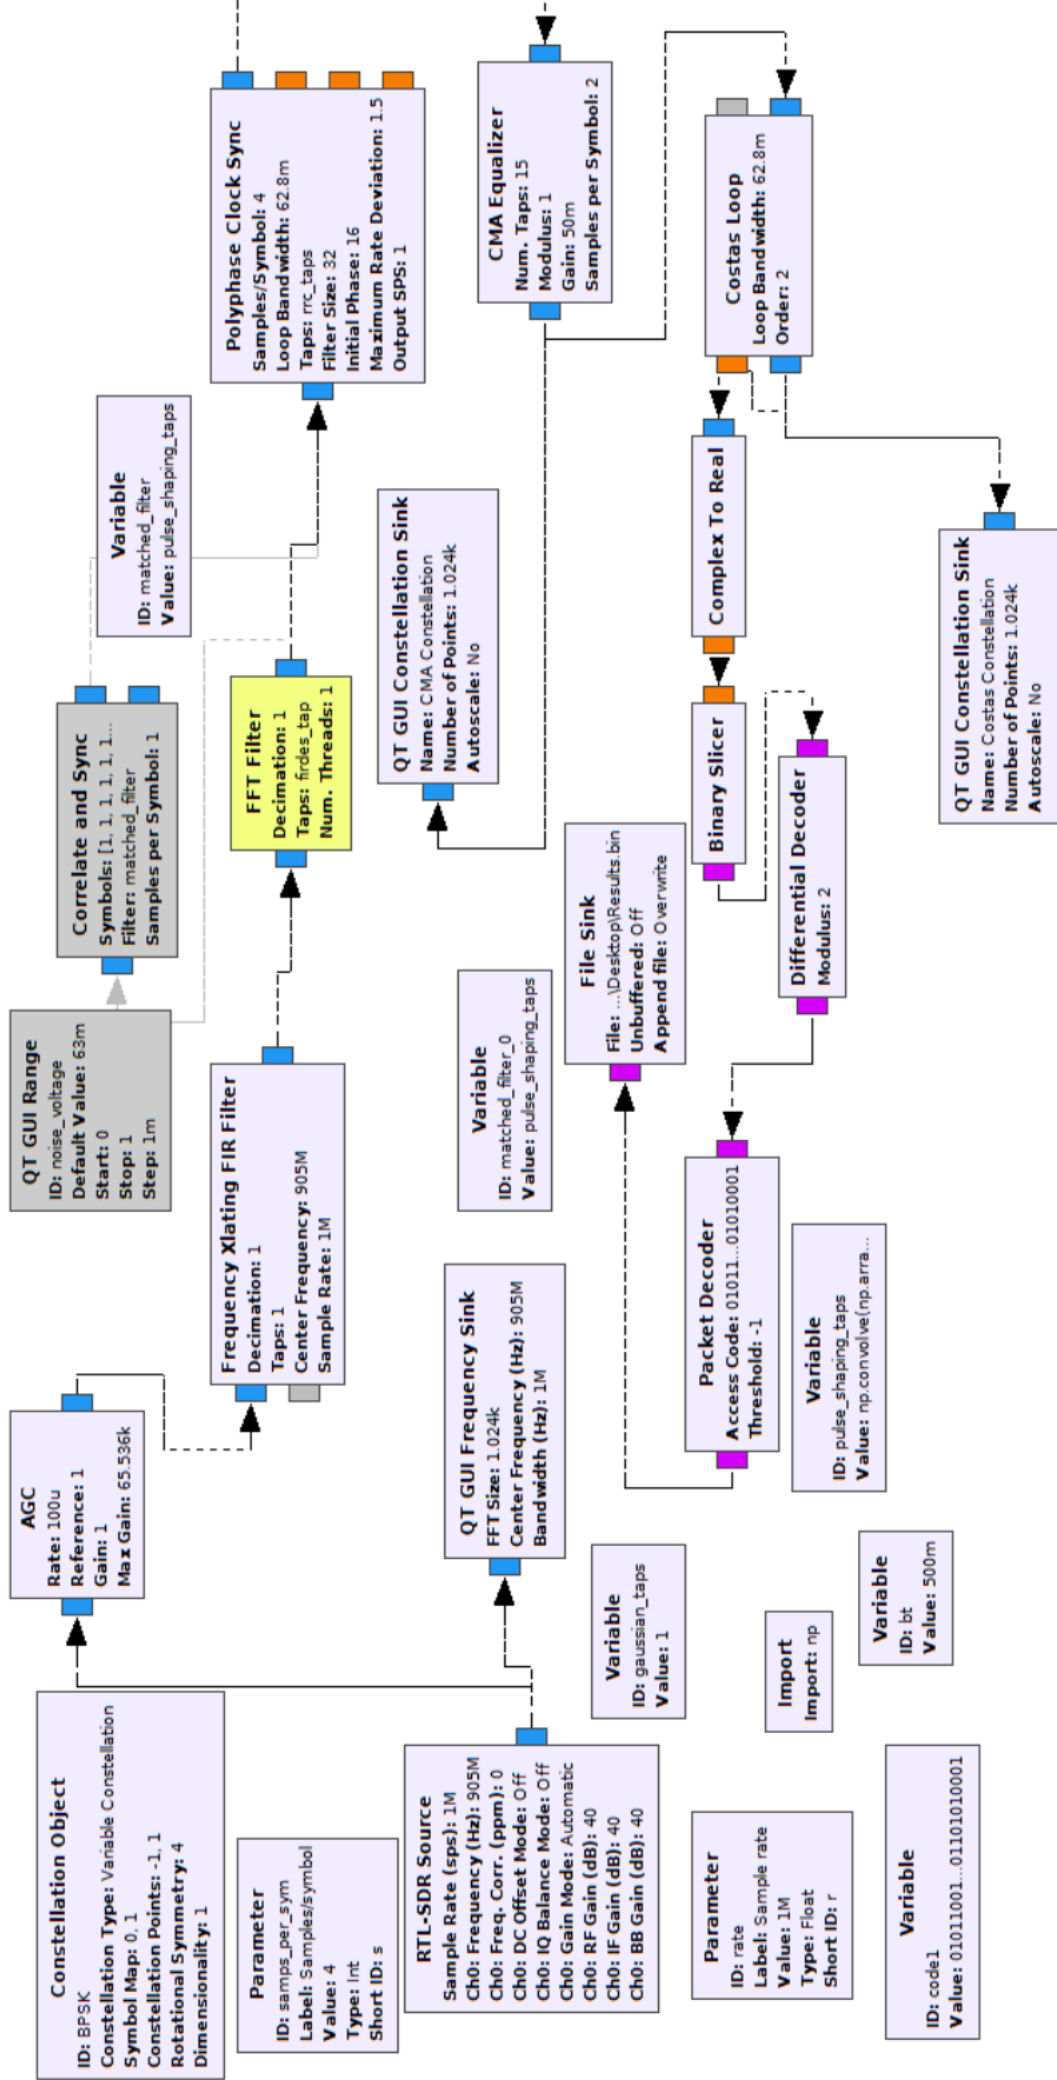 Constellation Object
ID: BPSK
Constellation Type: Variable Constellation
Symbol Map: 0, 1
Constellation Points: -1, 1
Rotational Symmetry: 4
Dimensionality: 1
AGC
Rate: 100u
Reference: 1
Gain: 1
Max Gain: 65.536k
QT GUI Range
ID: noise_voltage
Default Value: 63m
Start: 0
Stop: 1
Step: 1m
Correlate and Sync
Symbols: [1, 1, 1, 1, 1...
Filter: matched_filter
Samples per Symbol: 1
Variable
ID: matched_filter
Value: pulse_shaping_taps
Polyphase Clock Sync
Samples/Symbol: 4
Loop Bandwidth: 62.8m
Taps: rrc_taps
Filter Size: 32
Initial Phase: 16
Maximum Rate Deviation: 1.5
Output SPS: 1
Parameter
ID: samps_per_sym
Label: Samples/symbol
Value: 4
Type: Int
Short ID: s
Frequency Xlating FIR Filter
Decimation: 1
Taps: 1
Center Frequency: 905M
Sample Rate: 1M
FFT Filter
Decimation: 1
Taps: firdes_tap
Num. Threads: 1
RTL-SDR Source
Sample Rate (sps): 1M
Ch0: Frequency (Hz): 905M
Ch0: Freq. Corr. (ppm): 0
Ch0: DC Offset Mode: Off
Ch0: IQ Balance Mode: Off
Ch0: Gain Mode: Automatic
Ch0: RF Gain (dB): 40
Ch0: IF Gain (dB): 40
Ch0: BB Gain (dB): 40
QT GUI Frequency Sink
FFT Size: 1.024k
Center Frequency (Hz): 905M
Bandwidth (Hz): 1M
Variable
ID: matched_filter_0
Value: pulse_shaping_taps
QT GUI Constellation Sink
Name: CMA Constellation
Number of Points: 1.024k
Autoscale: No
CMA Equalizer
Num. Taps: 15
Modulus: 1
Gain: 50m
Samples per Symbol: 2
Variable
ID: gaussian_taps
Value: 1
File Sink
File: ...\Desktop\Results.bin
Unbuffered: Off
Append file: Overwrite
Parameter
ID: rate
Label: Sample rate
Value: 1M
Type: Float
Short ID: r
Import
Import: np
Packet Decoder
Access Code: 01011...01010001
Threshold: -1
Binary Slicer
Complex To Real
Costas Loop
Loop Bandwidth: 62.8m
Order: 2
Variable
ID: pulse_shaping_taps
Value: np.convolve(np.arra...
Differential Decoder
Modulus: 2
Variable
ID: code1
Value: 01011001...01101010001
Variable
ID: bt
Value: 500m
QT GUI Constellation Sink
Name: Costas Constellation
Number of Points: 1.024k
Autoscale: No